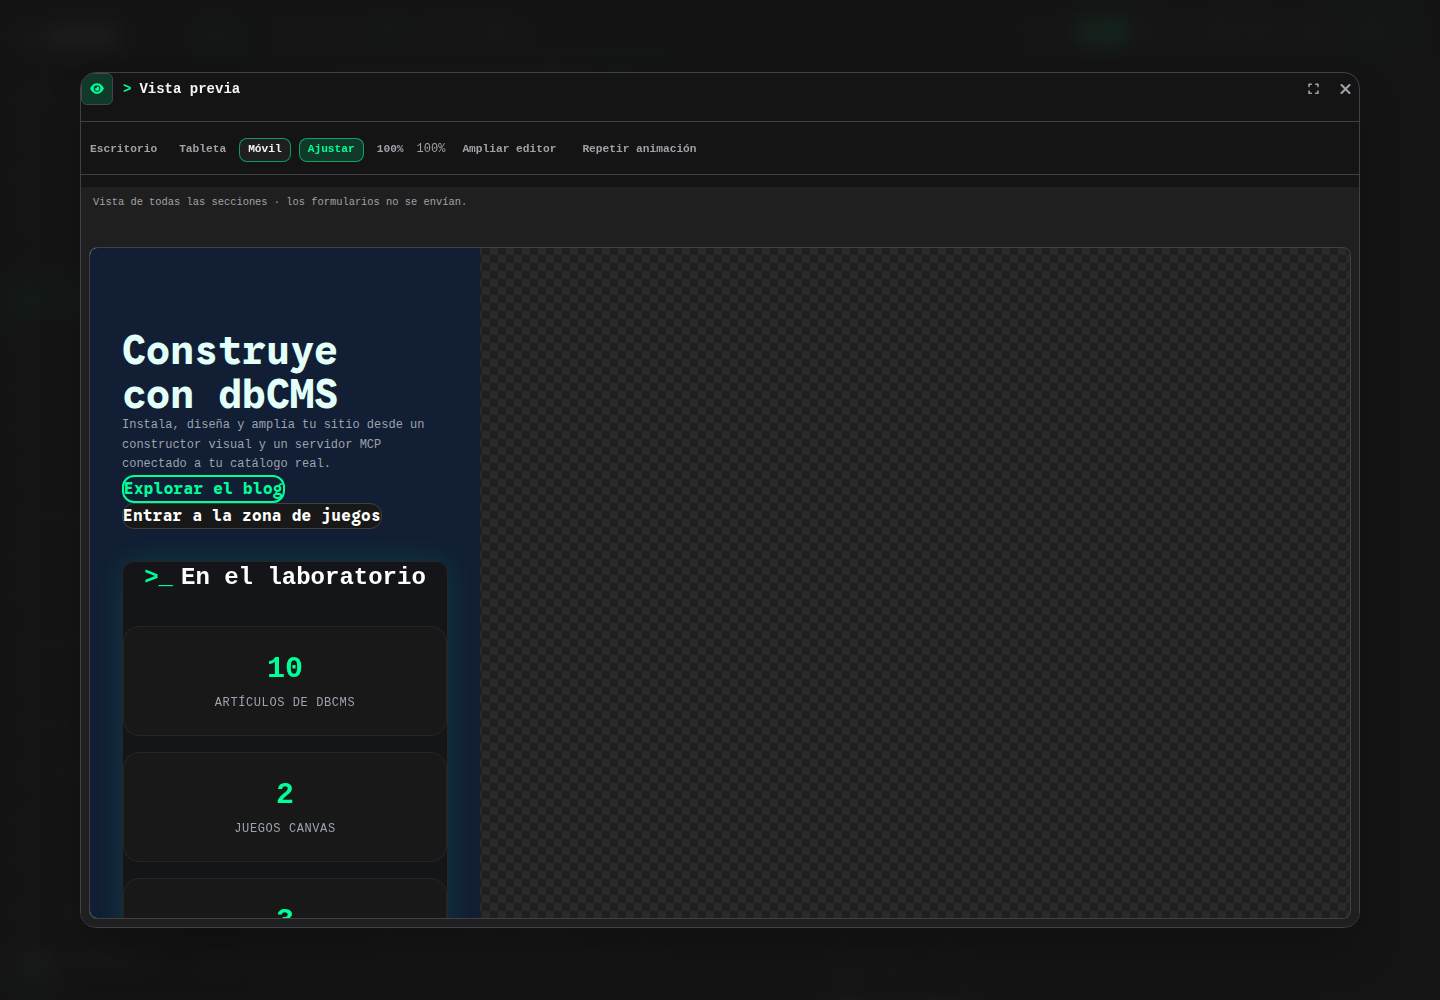 > Vista previa
Escritorio Tableta Móvil Ajustar 100% 100% Ampliar editor Repetir animación
Vista de todas las secciones · los formularios no se envían.
Construye
con dbCMS
Instala, diseña y amplía tu sitio desde un
constructor visual y un servidor MCP
conectado a tu catálogo real.
Explorar el blog
Entrar a la zona de juegos
>_ En el laboratorio
10
ARTÍCULOS DE DBCMS
2
JUEGOS CANVAS